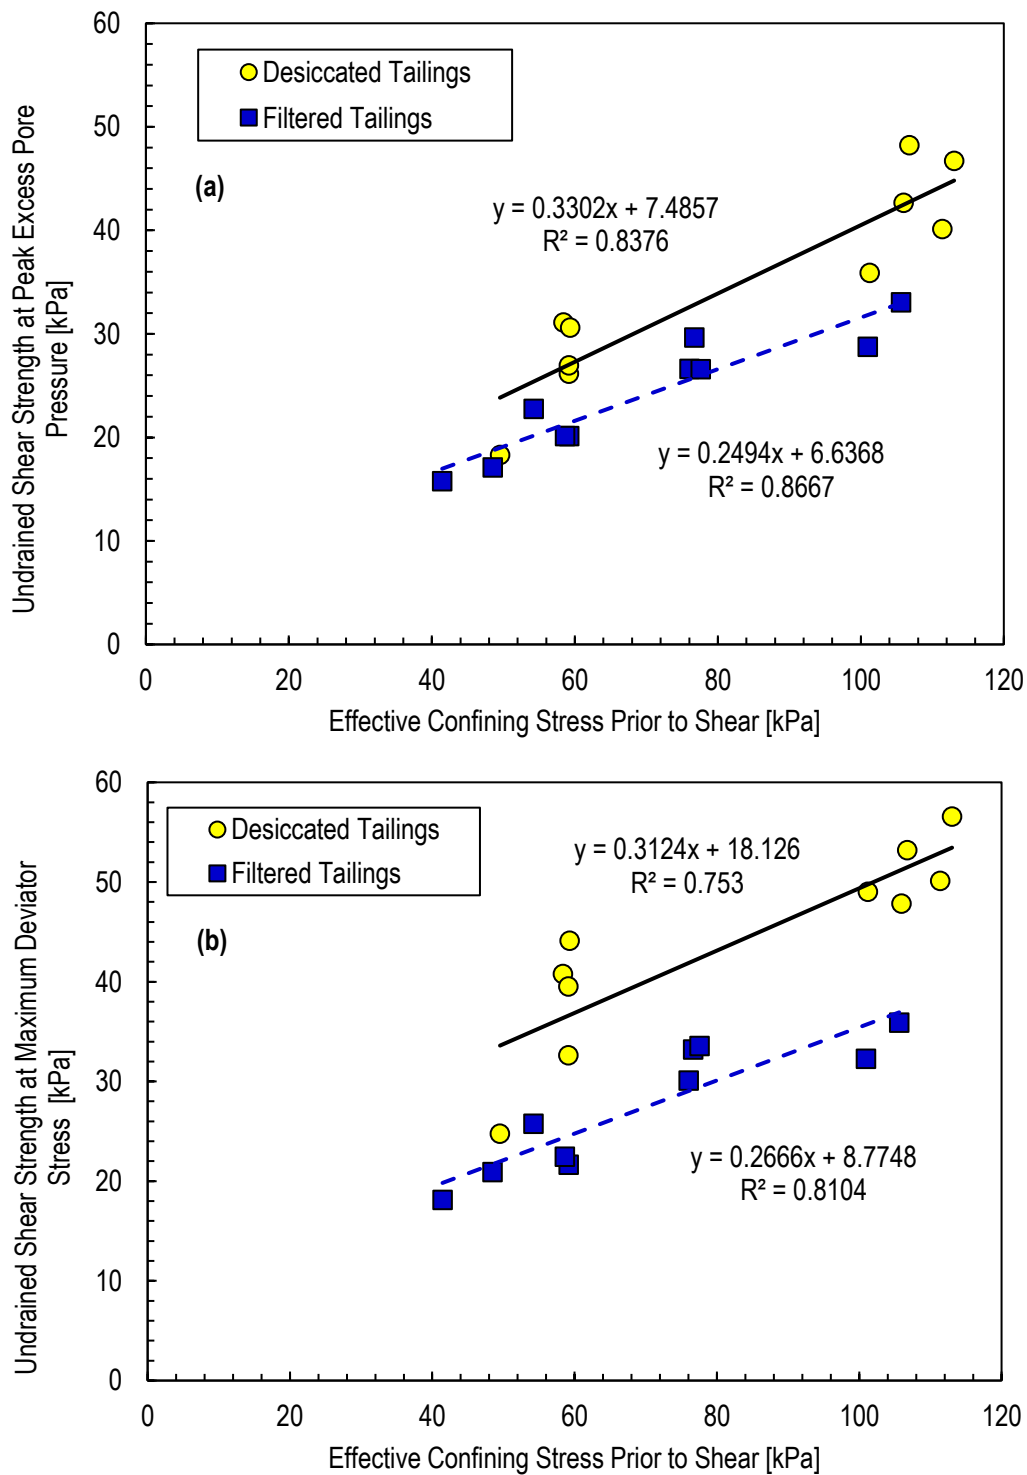 Undrained Shear Strength at Peak Excess Pore
Pressure [kPa]
60
50
40
30
20
10
0
Desiccated Tailings
Filtered Tailings
(a)
y = 0.3302x + 7.4857
R² = 0.8376
y = 0.2494x + 6.6368
R² = 0.8667
0 20 40 60 80 100 120
Effective Confining Stress Prior to Shear [kPa]
Undrained Shear Strength at Maximum Deviator
Stress [kPa]
60
50
40
30
20
10
0
Desiccated Tailings
Filtered Tailings
(b)
y = 0.3124x + 18.126
R² = 0.753
y = 0.2666x + 8.7748
R² = 0.8104
0 20 40 60 80 100 120
Effective Confining Stress Prior to Shear [kPa]